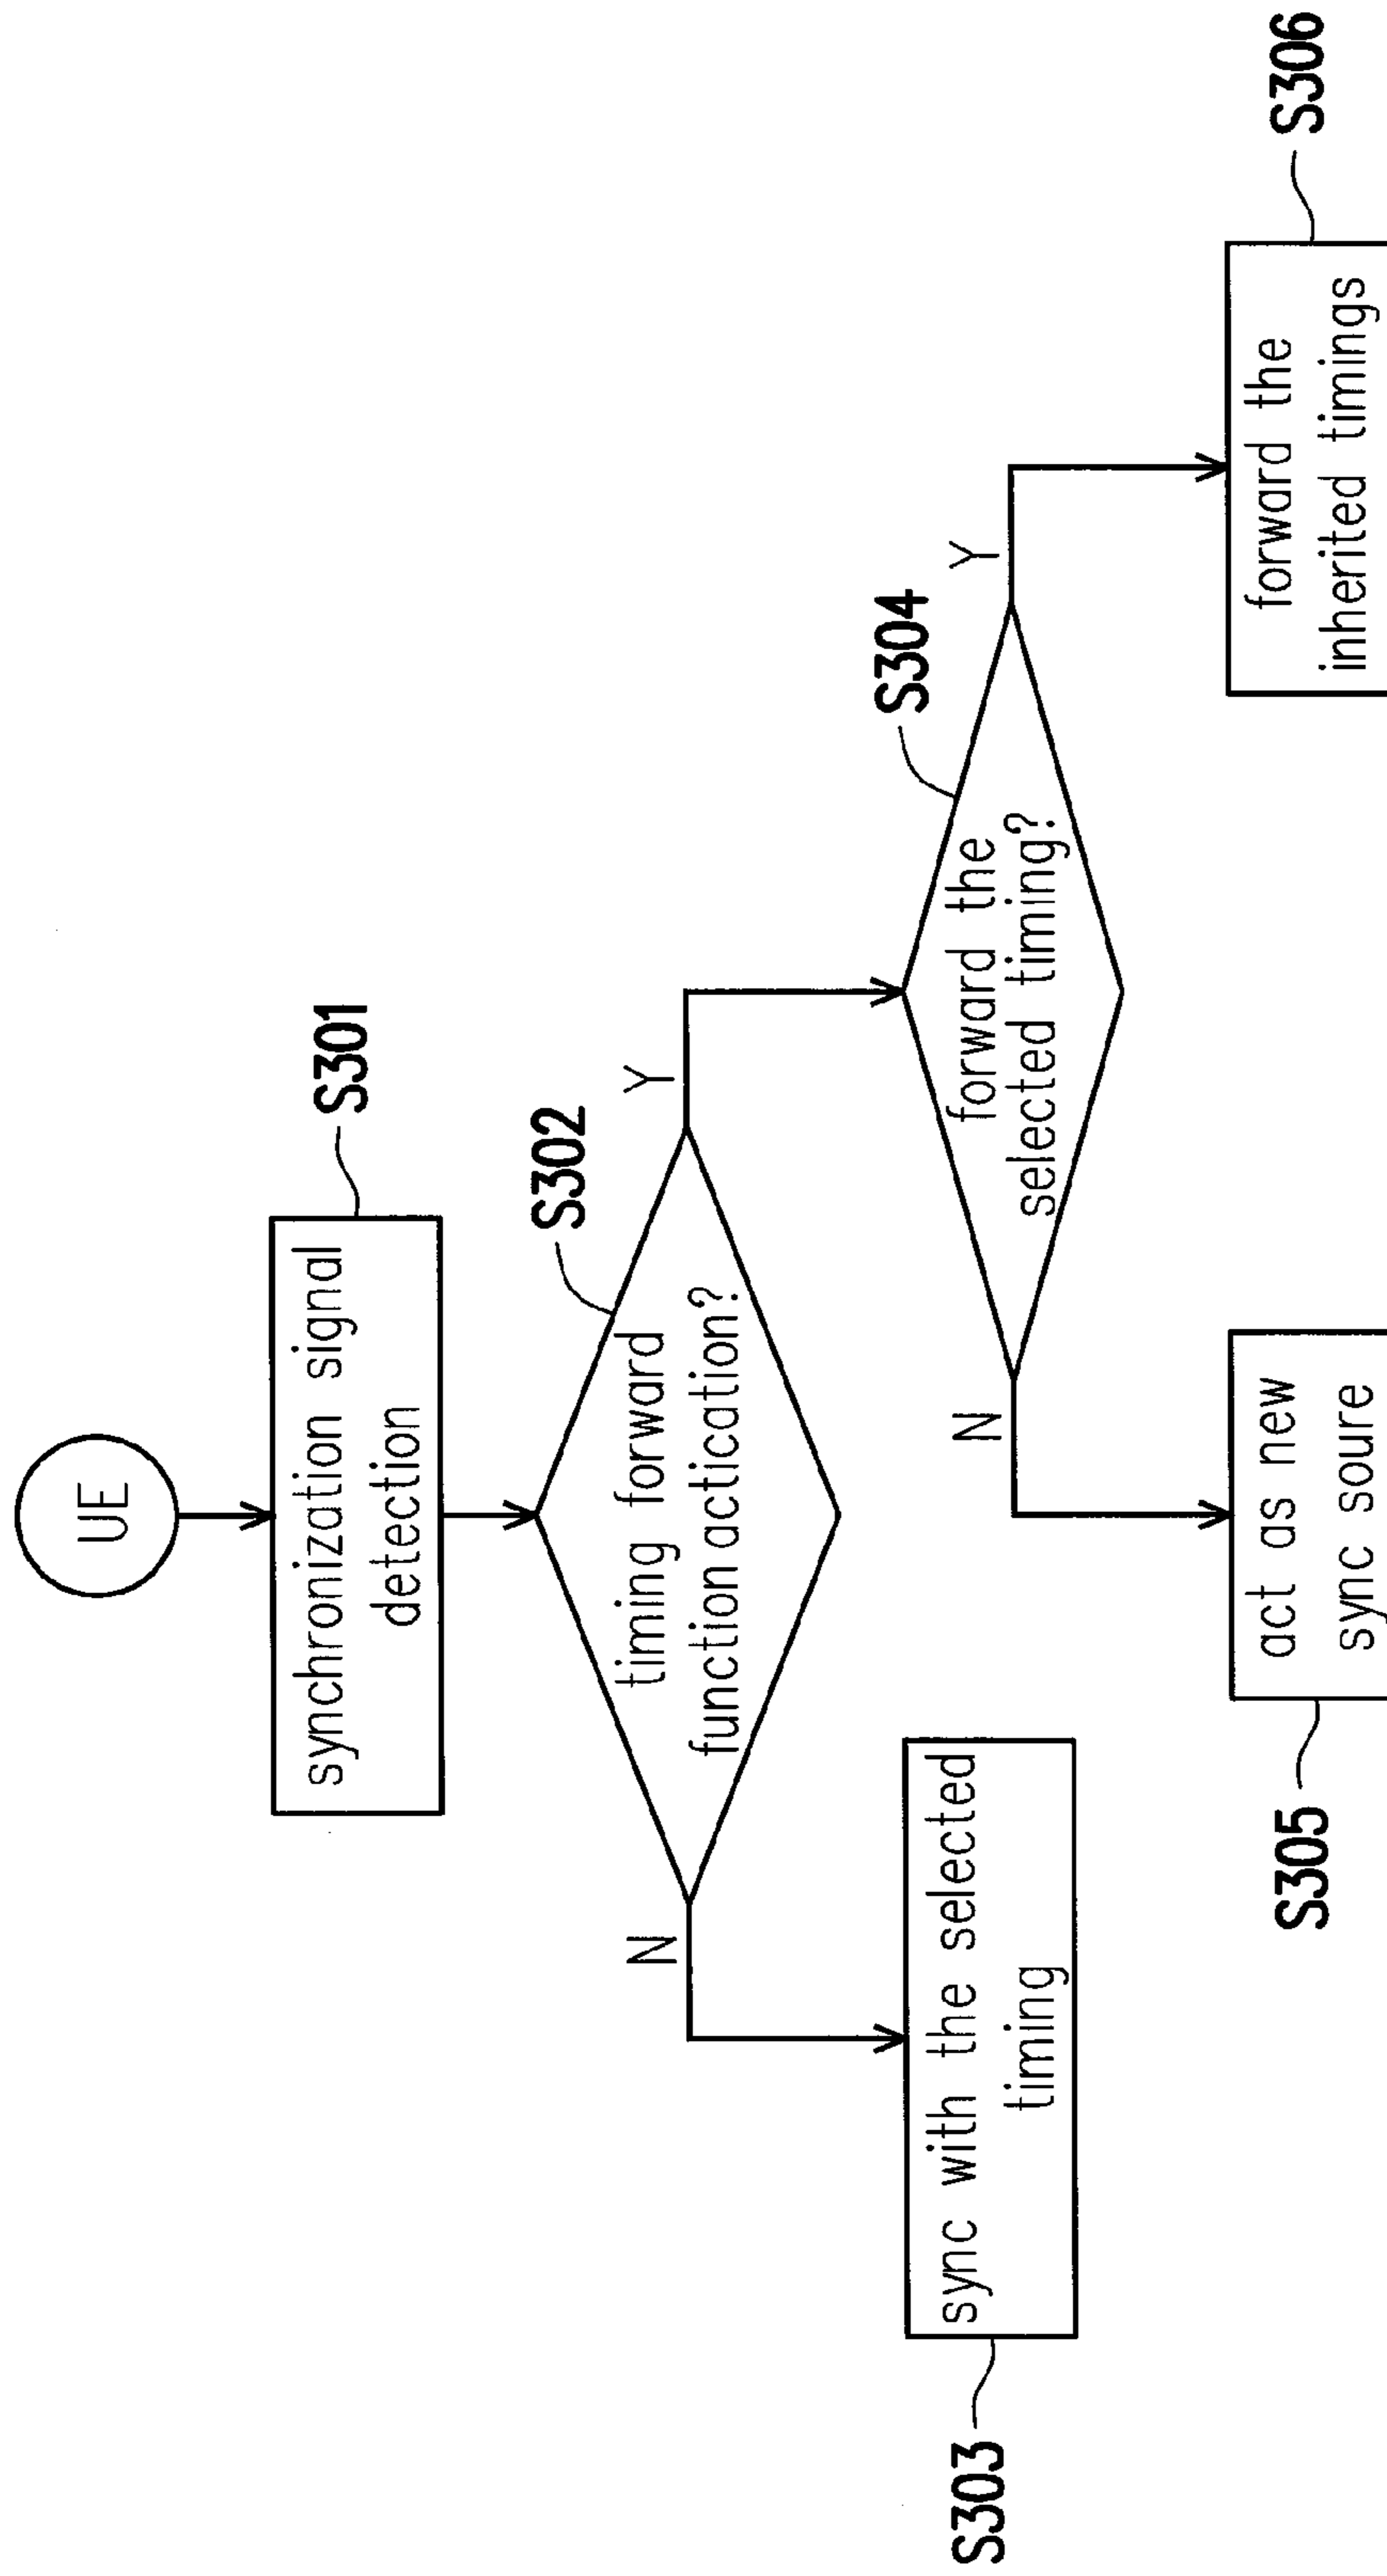 UE
synchronization signal
detection
S301
timing forward
function actication?
S302
N
Y
sync with the selected
timing
S303
forward the
selected timing?
S304
N
Y
act as new
sync soure
S305
forward the
inherited timings
S306